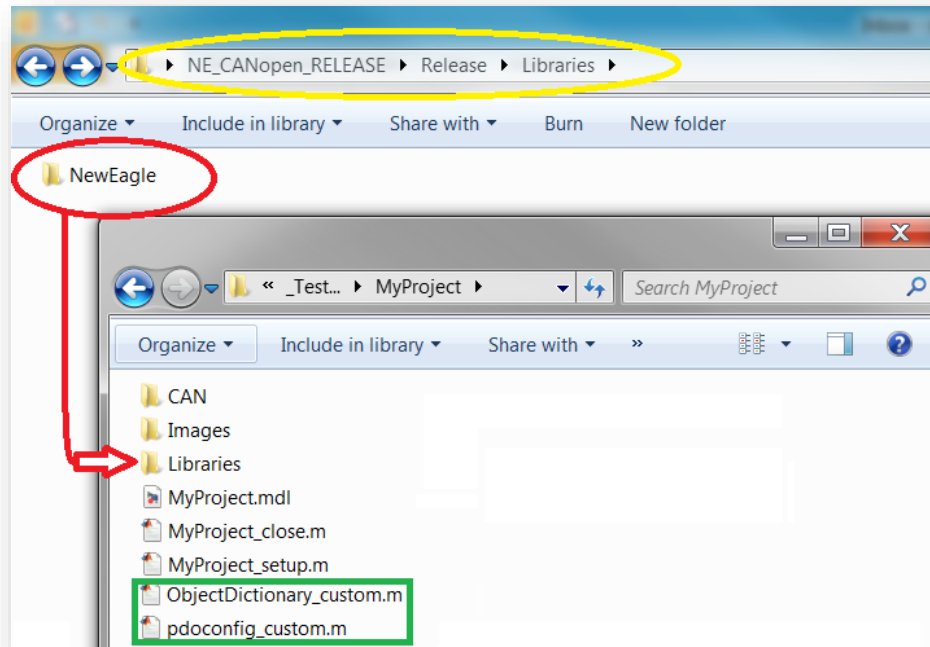 NE_CANopen_RELEASE Release Libraries
Organize Include in library Share with Burn New folder
NewEagle
« _Test... MyProject Search MyProject
Organize Include in library Share with »
CAN
Images
Libraries
MyProject.mdl
MyProject_close.m
MyProject_setup.m
ObjectDictionary_custom.m
pdoconfig_custom.m